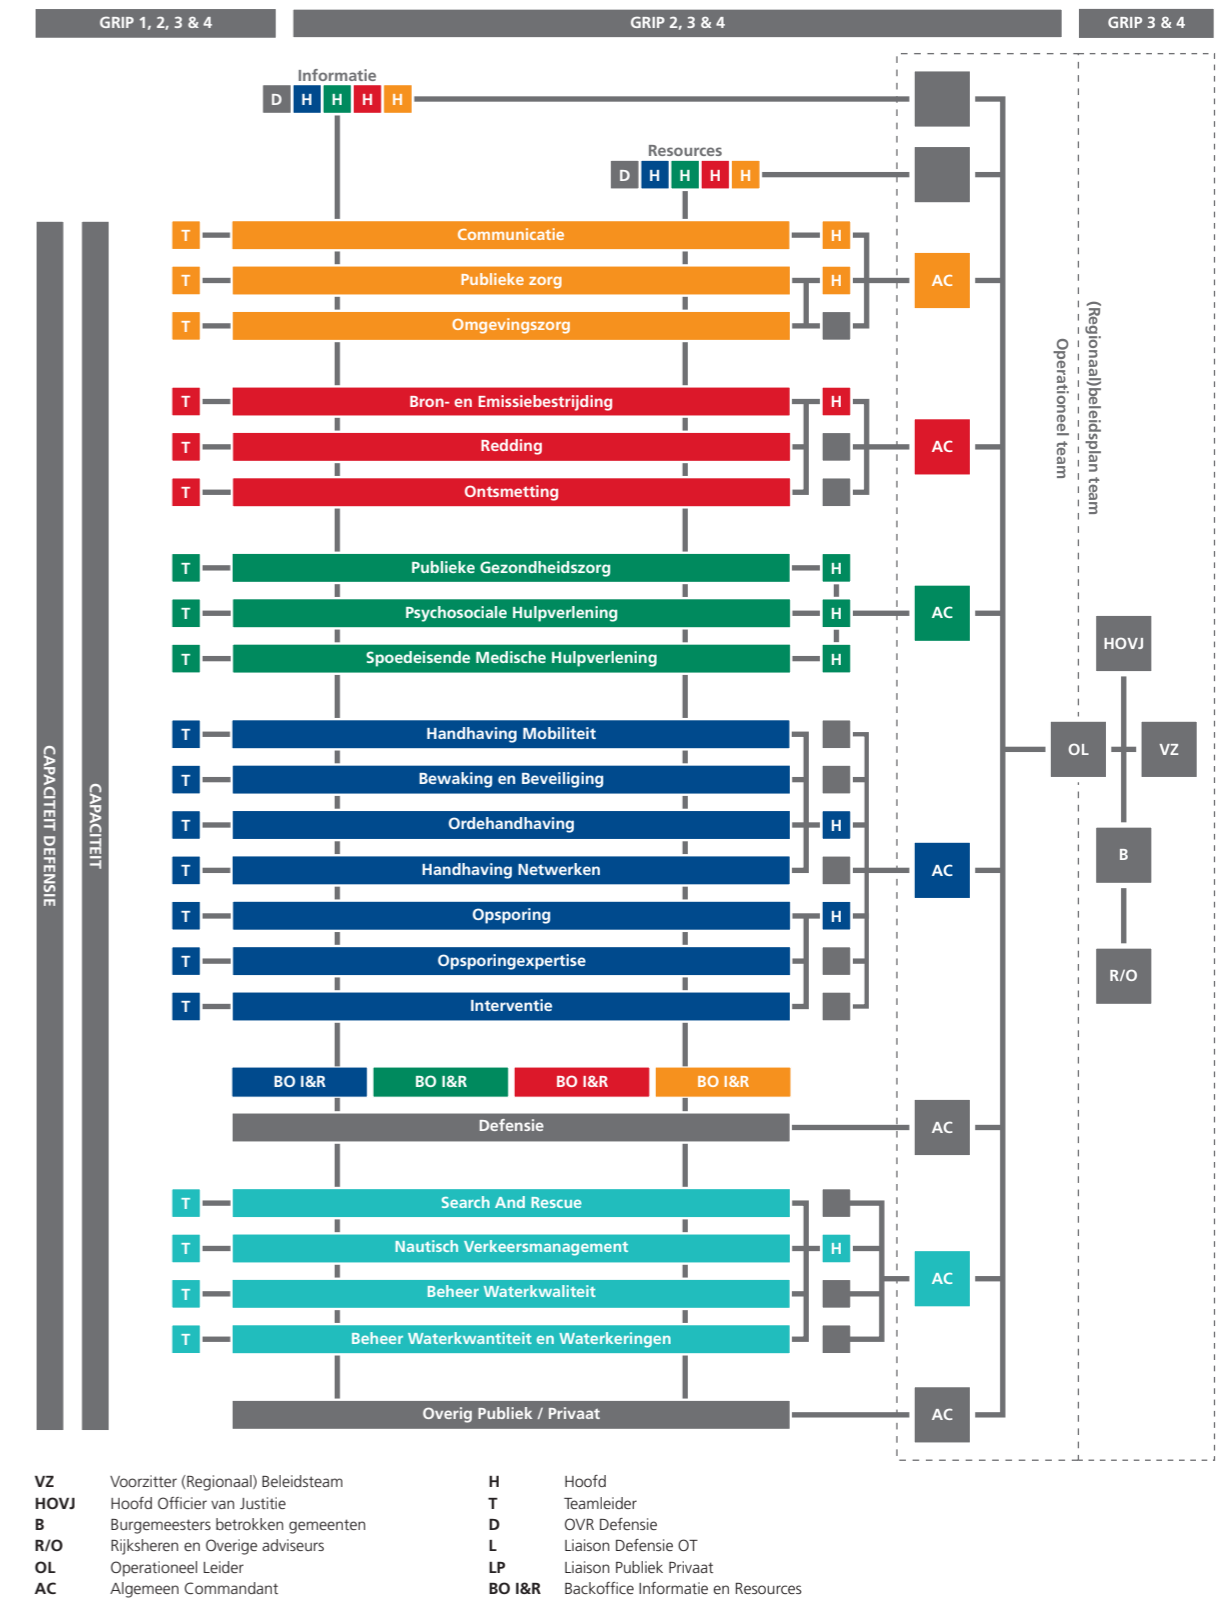 GRIP 1, 2, 3 & 4
GRIP 2, 3 & 4
GRIP 3 & 4
Informatie
D H H H H
Resources
D H H H H
T Communicatie H
T Publieke zorg H AC
T Omgevingszorg
T Bron- en Emissiebestrijding H
T Redding AC
T Ontsmetting
Operationeel team
(Regionaal)beleidsplan team
T Publieke Gezondheidszorg H
T Psychosociale Hulpverlening H AC
T Spoedeisende Medische Hulpverlening H
HOVJ
OL VZ
B
R/O
CAPACITEIT DEFENSIE
CAPACITEIT
T Handhaving Mobiliteit
T Bewaking en Beveiliging
T Ordehandhaving H
T Handhaving Netwerken AC
T Opsporing H
T Opsporingexpertise
T Interventie
BO I&R BO I&R BO I&R BO I&R
Defensie AC
T Search And Rescue
T Nautisch Verkeersmanagement H
AC
T Beheer Waterkwaliteit
T Beheer Waterkwantiteit en Waterkeringen
Overig Publiek / Privaat AC
VZ Voorzitter (Regionaal) Beleidsteam
HOVJ Hoofd Officier van Justitie
B Burgemeesters betrokken gemeenten
R/O Rijksheren en Overige adviseurs
OL Operationeel Leider
AC Algemeen Commandant
H Hoofd
T Teamleider
D OVR Defensie
L Liaison Defensie OT
LP Liaison Publiek Privaat
BO I&R Backoffice Informatie en Resources